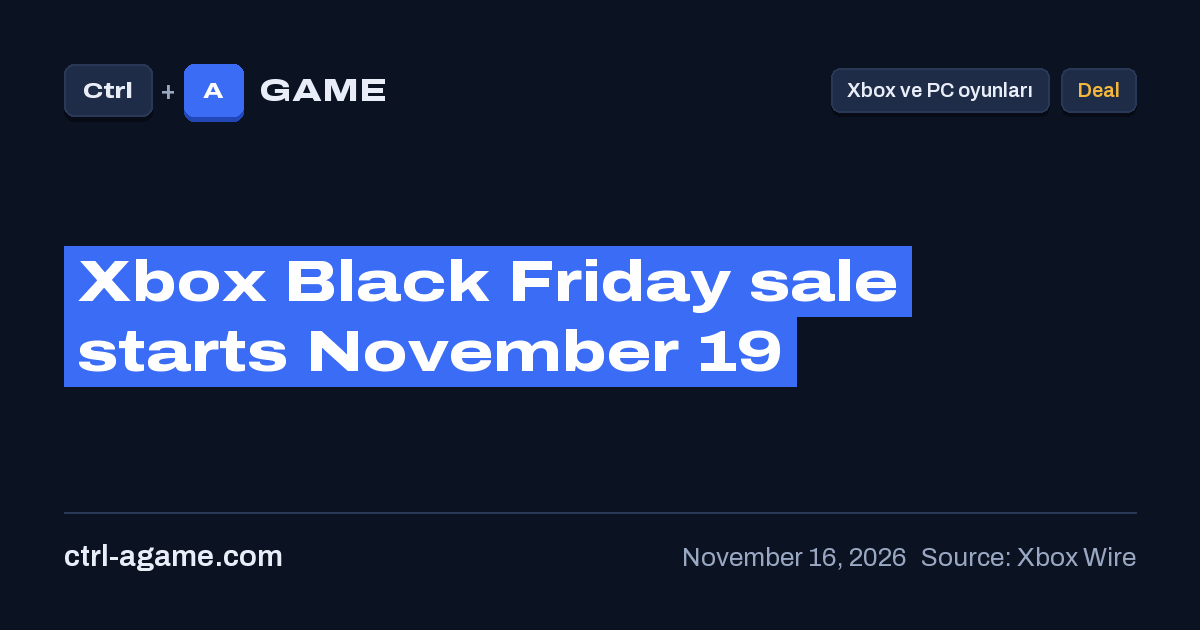 Ctrl + A GAME
Xbox ve PC oyunları Deal
Xbox Black Friday sale
starts November 19
ctrl-agame.com
November 16, 2026 Source: Xbox Wire